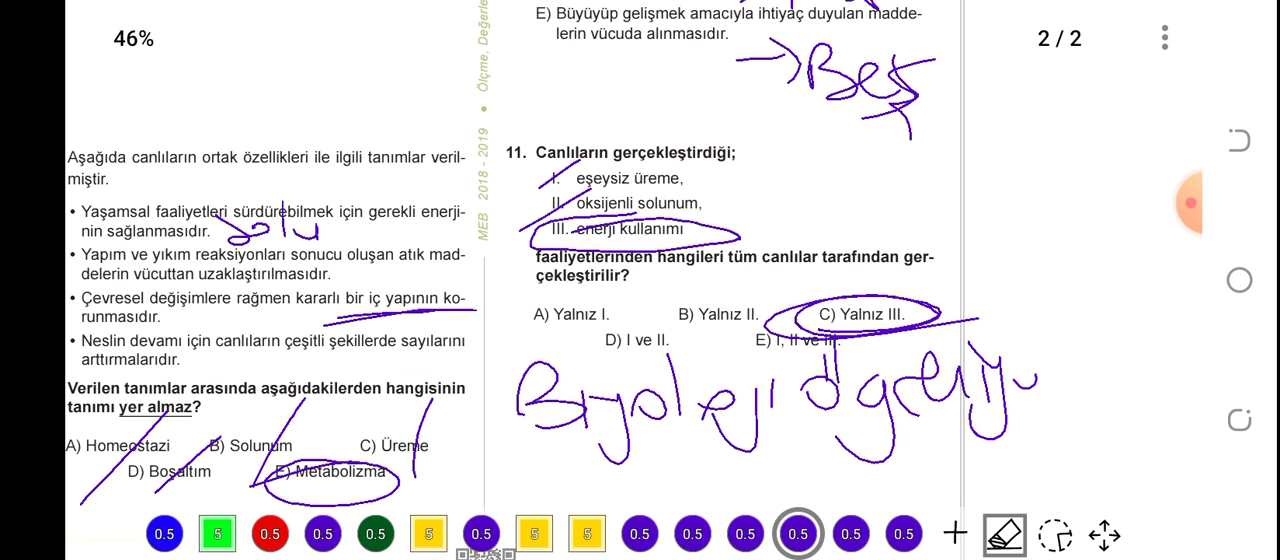 46%
2 / 2
MEB 2018 - 2019 • Ölçme, Değerle
Aşağıda canlıların ortak özellikleri ile ilgili tanımlar veril-
miştir.
• Yaşamsal faaliyetleri sürdürebilmek için gerekli enerji-
nin sağlanmasıdır.
solu
• Yapım ve yıkım reaksiyonları sonucu oluşan atık mad-
delerin vücuttan uzaklaştırılmasıdır.
• Çevresel değişimlere rağmen kararlı bir iç yapının ko-
runmasıdır.
• Neslin devamı için canlıların çeşitli şekillerde sayılarını
arttırmalarıdır.
Verilen tanımlar arasında aşağıdakilerden hangisinin
tanımı yer almaz?
A) Homeostazi B) Solunum C) Üreme
D) Boşaltım E) Metabolizma
E) Büyüyüp gelişmek amacıyla ihtiyaç duyulan madde-
lerin vücuda alınmasıdır.
→ Bes
11. Canlıların gerçekleştirdiği;
I. eşeysiz üreme,
II. oksijenli solunum,
III. enerji kullanımı
faaliyetlerinden hangileri tüm canlılar tarafından ger-
çekleştirilir?
A) Yalnız I. B) Yalnız II. C) Yalnız III.
D) I ve II. E) I, II ve III.
Biyoloji
0.5 5 0.5 0.5 0.5 5 0.5 5 5 0.5 0.5 0.5 0.5 0.5 0.5